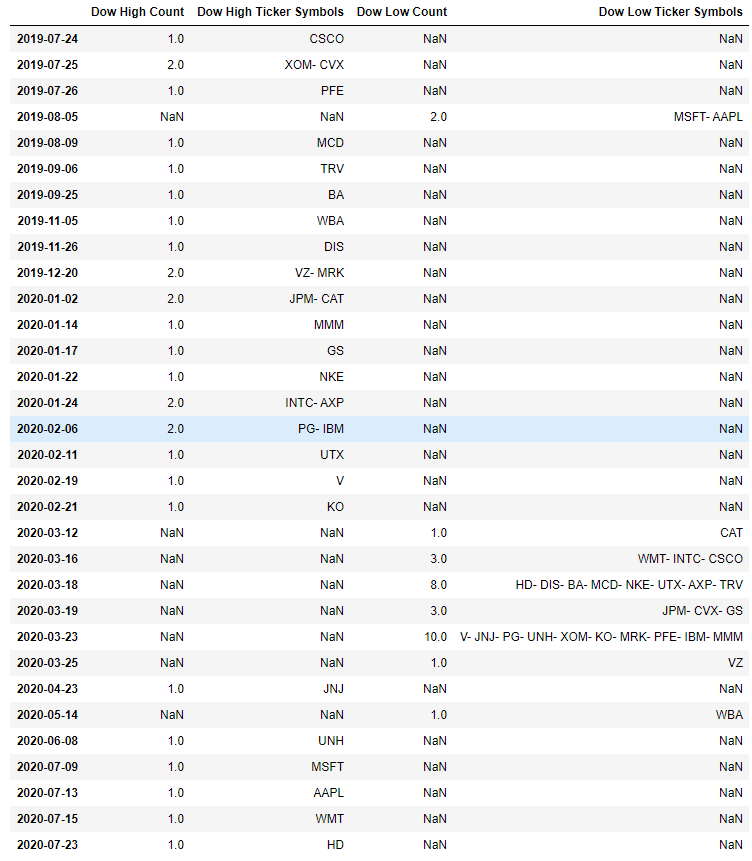 Dow High Count Dow High Ticker Symbols Dow Low Count Dow Low Ticker Symbols
2019-07-24 1.0 CSCO NaN NaN
2019-07-25 2.0 XOM- CVX NaN NaN
2019-07-26 1.0 PFE NaN NaN
2019-08-05 NaN NaN 2.0 MSFT- AAPL
2019-08-09 1.0 MCD NaN NaN
2019-09-06 1.0 TRV NaN NaN
2019-09-25 1.0 BA NaN NaN
2019-11-05 1.0 WBA NaN NaN
2019-11-26 1.0 DIS NaN NaN
2019-12-20 2.0 VZ- MRK NaN NaN
2020-01-02 2.0 JPM- CAT NaN NaN
2020-01-14 1.0 MMM NaN NaN
2020-01-17 1.0 GS NaN NaN
2020-01-22 1.0 NKE NaN NaN
2020-01-24 2.0 INTC- AXP NaN NaN
2020-02-06 2.0 PG- IBM NaN NaN
2020-02-11 1.0 UTX NaN NaN
2020-02-19 1.0 V NaN NaN
2020-02-21 1.0 KO NaN NaN
2020-03-12 NaN NaN 1.0 CAT
2020-03-16 NaN NaN 3.0 WMT- INTC- CSCO
2020-03-18 NaN NaN 8.0 HD- DIS- BA- MCD- NKE- UTX- AXP- TRV
2020-03-19 NaN NaN 3.0 JPM- CVX- GS
2020-03-23 NaN NaN 10.0 V- JNJ- PG- UNH- XOM- KO- MRK- PFE- IBM- MMM
2020-03-25 NaN NaN 1.0 VZ
2020-04-23 1.0 JNJ NaN NaN
2020-05-14 NaN NaN 1.0 WBA
2020-06-08 1.0 UNH NaN NaN
2020-07-09 1.0 MSFT NaN NaN
2020-07-13 1.0 AAPL NaN NaN
2020-07-15 1.0 WMT NaN NaN
2020-07-23 1.0 HD NaN NaN